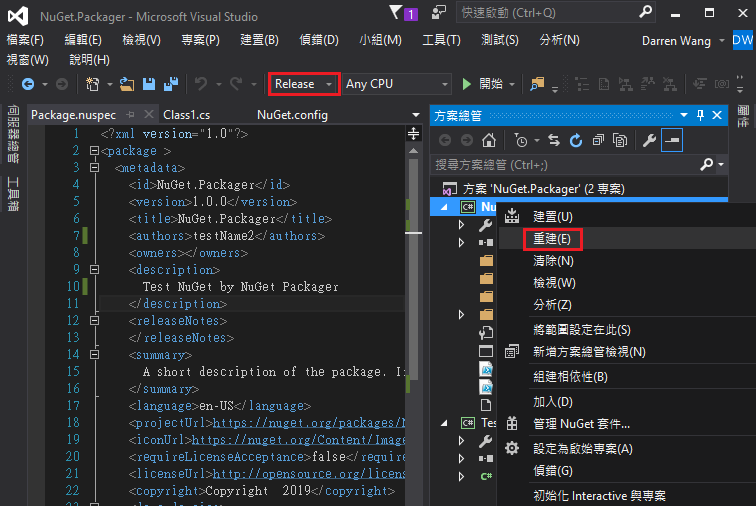 NuGet.Packager - Microsoft Visual Studio
1
快速啟動 (Ctrl+Q)
檔案(F) 編輯(E) 檢視(V) 專案(P) 建置(B) 偵錯(D) 小組(M) 工具(T) 測試(S) 分析(N) Darren Wang DW
視窗(W) 說明(H)
Release Any CPU 開始
伺服器總管
工具箱
Package.nuspec Class1.cs NuGet.config
1 <?xml version="1.0"?>
2 <package >
3 <metadata>
4 <id>NuGet.Packager</id>
5 <version>1.0.0</version>
6 <title>NuGet.Packager</title>
7 <authors>testName2</authors>
8 <owners></owners>
9 <description>
10 Test NuGet by NuGet Packager
11 </description>
12 <releaseNotes>
13 </releaseNotes>
14 <summary>
15 A short description of the package. I
16 </summary>
17 <language>en-US</language>
18 <projectUrl>https://nuget.org/packages/N
19 <iconUrl>https://nuget.org/Content/Image
20 <requireLicenseAcceptance>false</require
21 <licenseUrl>http://opensource.org/licens
22 <copyright>Copyright 2019</copyright>
方案總管
搜尋方案總管 (Ctrl+;)
方案 'NuGet.Packager' (2 專案)
C# Nu
建置(U)
重建(E)
清除(N)
檢視(W)
分析(Z)
將範圍設定在此(S)
新增方案總管檢視(N)
組建相依性(B)
加入(D)
管理 NuGet 套件...
設定為啟始專案(A)
偵錯(G)
初始化 Interactive 與專案
C# Tes
C#
屬性